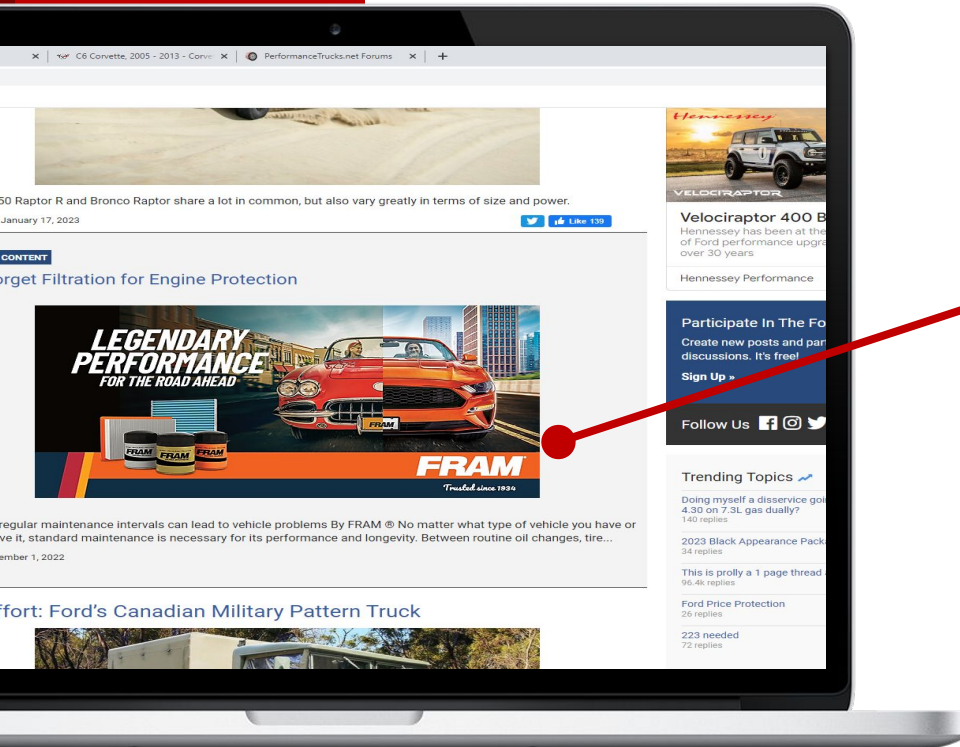 C6 Corvette, 2005 - 2013 - Corve
PerformanceTrucks.net Forums
50 Raptor R and Bronco Raptor share a lot in common, but also vary greatly in terms of size and power.
January 17, 2023
Like 139
CONTENT
orget Filtration for Engine Protection
LEGENDARY
PERFORMANCE
FOR THE ROAD AHEAD
FRAM
FRAM
FRAM
FRAM
FRAM
Trusted since 1934
regular maintenance intervals can lead to vehicle problems By FRAM ® No matter what type of vehicle you have or
ve it, standard maintenance is necessary for its performance and longevity. Between routine oil changes, tire...
ember 1, 2022
ffort: Ford's Canadian Military Pattern Truck
Hennessey
VELOCIRAPTOR
Velociraptor 400 B
Hennessey has been at the
of Ford performance upgra
over 30 years
Hennessey Performance
Participate In The Fo
Create new posts and part
discussions. It's free!
Sign Up »
Follow Us
Trending Topics
Doing myself a disservice goi
4.30 on 7.3L gas dually?
140 replies
2023 Black Appearance Pack
34 replies
This is prolly a 1 page thread
96.4k replies
Ford Price Protection
26 replies
223 needed
72 replies